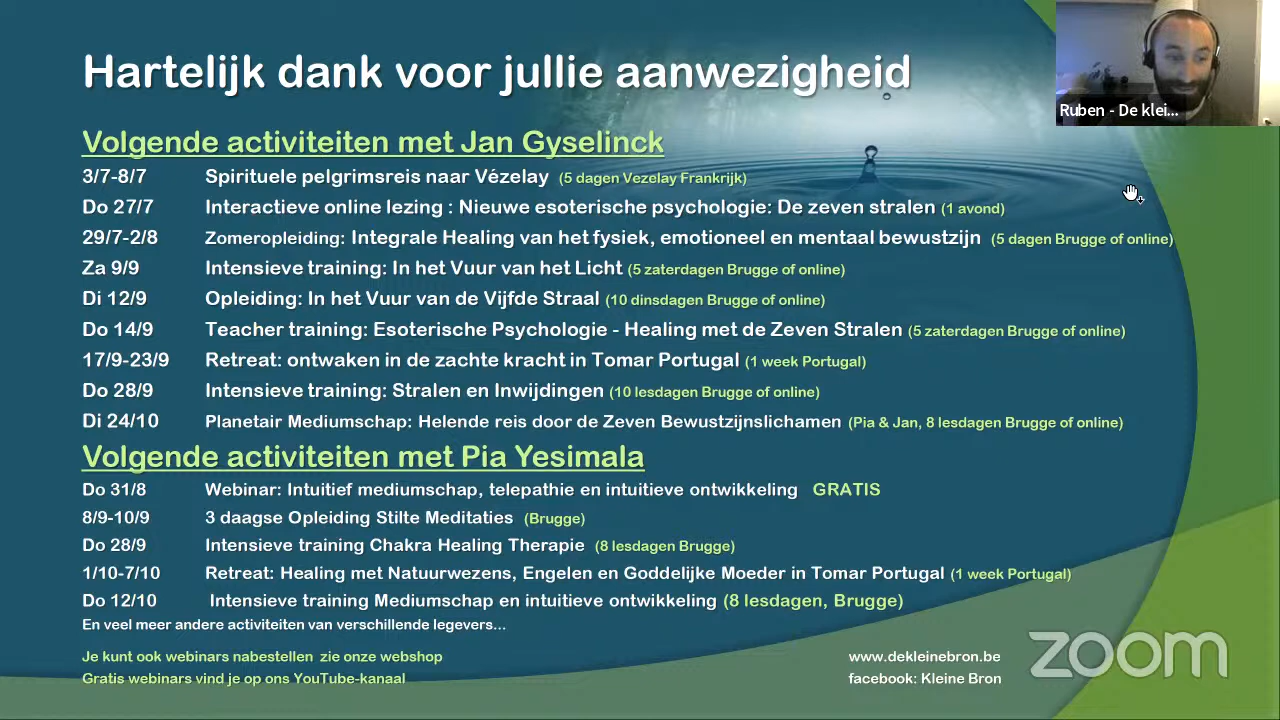 Hartelijk dank voor jullie aanwezigheid
Ruben - De klei...
Volgende activiteiten met Jan Gyselinck
3/7-8/7 Spirituele pelgrimsreis naar Vézelay (5 dagen Vezelay Frankrijk)
Do 27/7 Interactieve online lezing : Nieuwe esoterische psychologie: De zeven stralen (1 avond)
29/7-2/8 Zomeropleiding: Integrale Healing van het fysiek, emotioneel en mentaal bewustzijn (5 dagen Brugge of online)
Za 9/9 Intensieve training: In het Vuur van het Licht (5 zaterdagen Brugge of online)
Di 12/9 Opleiding: In het Vuur van de Vijfde Straal (10 dinsdagen Brugge of online)
Do 14/9 Teacher training: Esoterische Psychologie - Healing met de Zeven Stralen (5 zaterdagen Brugge of online)
17/9-23/9 Retreat: ontwaken in de zachte kracht in Tomar Portugal (1 week Portugal)
Do 28/9 Intensieve training: Stralen en Inwijdingen (10 lesdagen Brugge of online)
Di 24/10 Planetair Mediumschap: Helende reis door de Zeven Bewustzijnslichamen (Pia & Jan, 8 lesdagen Brugge of online)
Volgende activiteiten met Pia Yesimala
Do 31/8 Webinar: Intuitief mediumschap, telepathie en intuitieve ontwikkeling GRATIS
8/9-10/9 3 daagse Opleiding Stilte Meditaties (Brugge)
Do 28/9 Intensieve training Chakra Healing Therapie (8 lesdagen Brugge)
1/10-7/10 Retreat: Healing met Natuurwezens, Engelen en Goddelijke Moeder in Tomar Portugal (1 week Portugal)
Do 12/10 Intensieve training Mediumschap en intuitieve ontwikkeling (8 lesdagen, Brugge)
En veel meer andere activiteiten van verschillende legevers...
Je kunt ook webinars nabestellen zie onze webshop
Gratis webinars vind je op ons YouTube-kanaal
www.dekleinebron.be
facebook: Kleine Bron
zoom